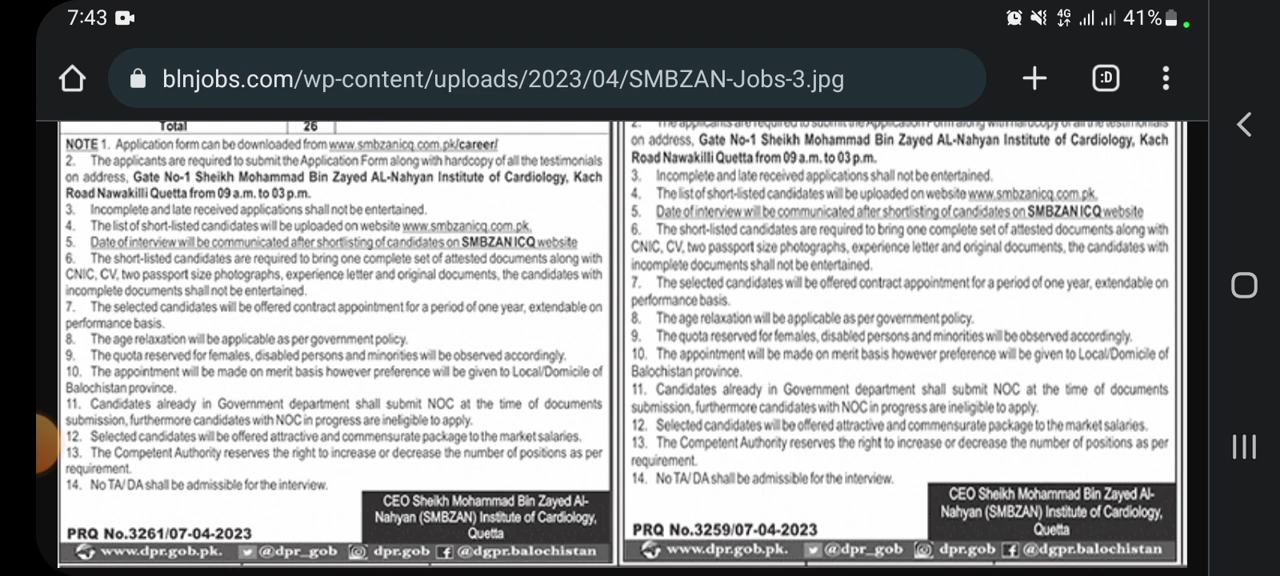 7:43
4G
41%
blnjobs.com/wp-content/uploads/2023/04/SMBZAN-Jobs-3.jpg
:D
Total 26
NOTE 1. Application form can be downloaded from www.smbzanicq.com.pk/career/
2. The applicants are required to submit the Application Form along with hardcopy of all the testimonials
on address, Gate No-1 Sheikh Mohammad Bin Zayed AL-Nahyan Institute of Cardiology, Kach
Road Nawakilli Quetta from 09 a.m. to 03 p.m.
3. Incomplete and late received applications shall not be entertained.
4. The list of short-listed candidates will be uploaded on website www.smbzanicq.com.pk.
5. Date of interview will be communicated after shortlisting of candidates on SMBZAN ICQ website
6. The short-listed candidates are required to bring one complete set of attested documents along with
CNIC, CV, two passport size photographs, experience letter and original documents, the candidates with
incomplete documents shall not be entertained.
7. The selected candidates will be offered contract appointment for a period of one year, extendable on
performance basis.
8. The age relaxation will be applicable as per government policy.
9. The quota reserved for females, disabled persons and minorities will be observed accordingly.
10. The appointment will be made on merit basis however preference will be given to Local/Domicile of
Balochistan province.
11. Candidates already in Government department shall submit NOC at the time of documents
submission, furthermore candidates with NOC in progress are ineligible to apply.
12. Selected candidates will be offered attractive and commensurate package to the market salaries.
13. The Competent Authority reserves the right to increase or decrease the number of positions as per
requirement.
14. No TA/ DA shall be admissible for the interview.
CEO Sheikh Mohammad Bin Zayed Al-
Nahyan (SMBZAN) Institute of Cardiology,
Quetta
PRQ No.3261/07-04-2023
www.dpr.gob.pk. @dpr_gob dpr.gob @dgpr.balochistan
2. The applicants are required to submit the Application Form along with hardcopy of all the testimonials
on address, Gate No-1 Sheikh Mohammad Bin Zayed AL-Nahyan Institute of Cardiology, Kach
Road Nawakilli Quetta from 09 a.m. to 03 p.m.
3. Incomplete and late received applications shall not be entertained.
4. The list of short-listed candidates will be uploaded on website www.smbzanicq.com.pk.
5. Date of interview will be communicated after shortlisting of candidates on SMBZAN ICQ website
6. The short-listed candidates are required to bring one complete set of attested documents along with
CNIC, CV, two passport size photographs, experience letter and original documents, the candidates with
incomplete documents shall not be entertained.
7. The selected candidates will be offered contract appointment for a period of one year, extendable on
performance basis.
8. The age relaxation will be applicable as per government policy.
9. The quota reserved for females, disabled persons and minorities will be observed accordingly.
10. The appointment will be made on merit basis however preference will be given to Local/Domicile of
Balochistan province.
11. Candidates already in Government department shall submit NOC at the time of documents
submission, furthermore candidates with NOC in progress are ineligible to apply.
12. Selected candidates will be offered attractive and commensurate package to the market salaries.
13. The Competent Authority reserves the right to increase or decrease the number of positions as per
requirement.
14. No TA/ DA shall be admissible for the interview.
CEO Sheikh Mohammad Bin Zayed Al-
Nahyan (SMBZAN) Institute of Cardiology,
Quetta
PRQ No.3259/07-04-2023
www.dpr.gob.pk. @dpr_gob dpr.gob @dgpr.balochistan